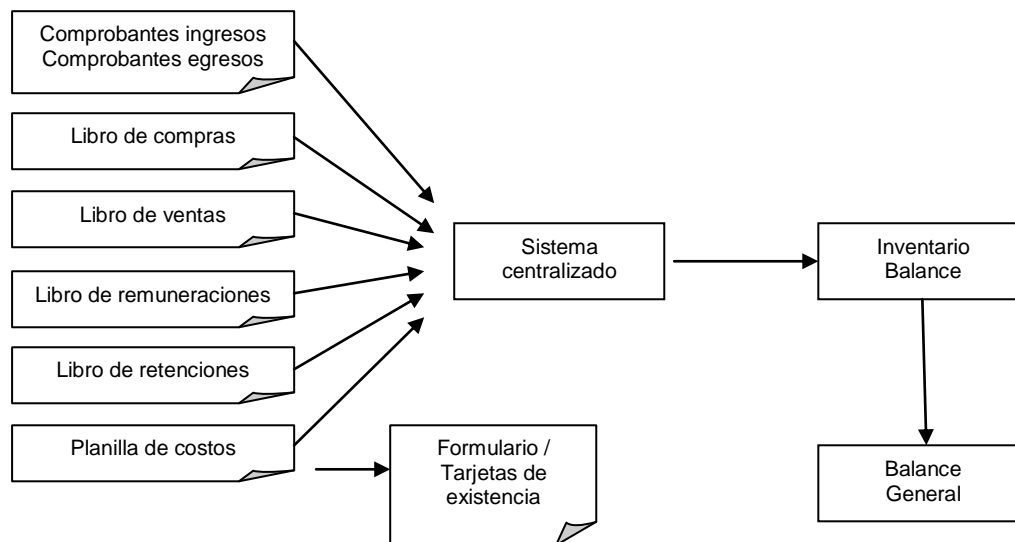 Comprobantes ingresos
Comprobantes egresos
Libro de compras
Libro de ventas
Libro de remuneraciones
Libro de retenciones
Planilla de costos
Formulario /
Tarjetas de
existencia
Sistema
centralizado
Inventario
Balance
Balance
General